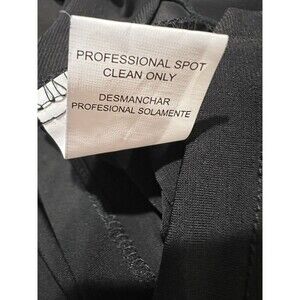 PROFESSIONAL SPOT
CLEAN ONLY
DESMANCHAR
PROFESIONAL SOLAMENTE